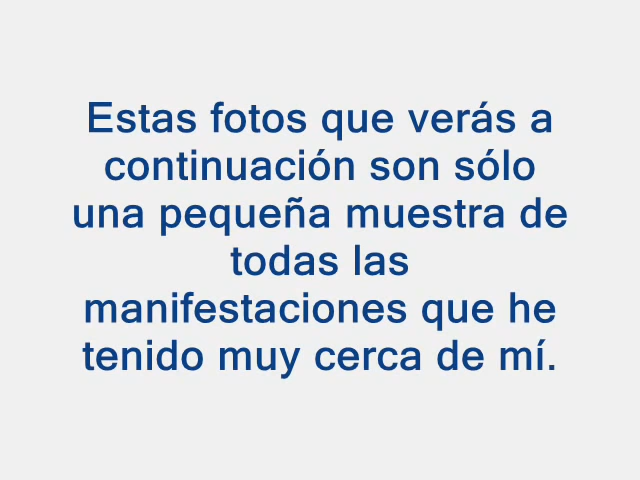 Estas fotos que verás a
continuación son sólo
una pequeña muestra de
todas las
manifestaciones que he
tenido muy cerca de mí.